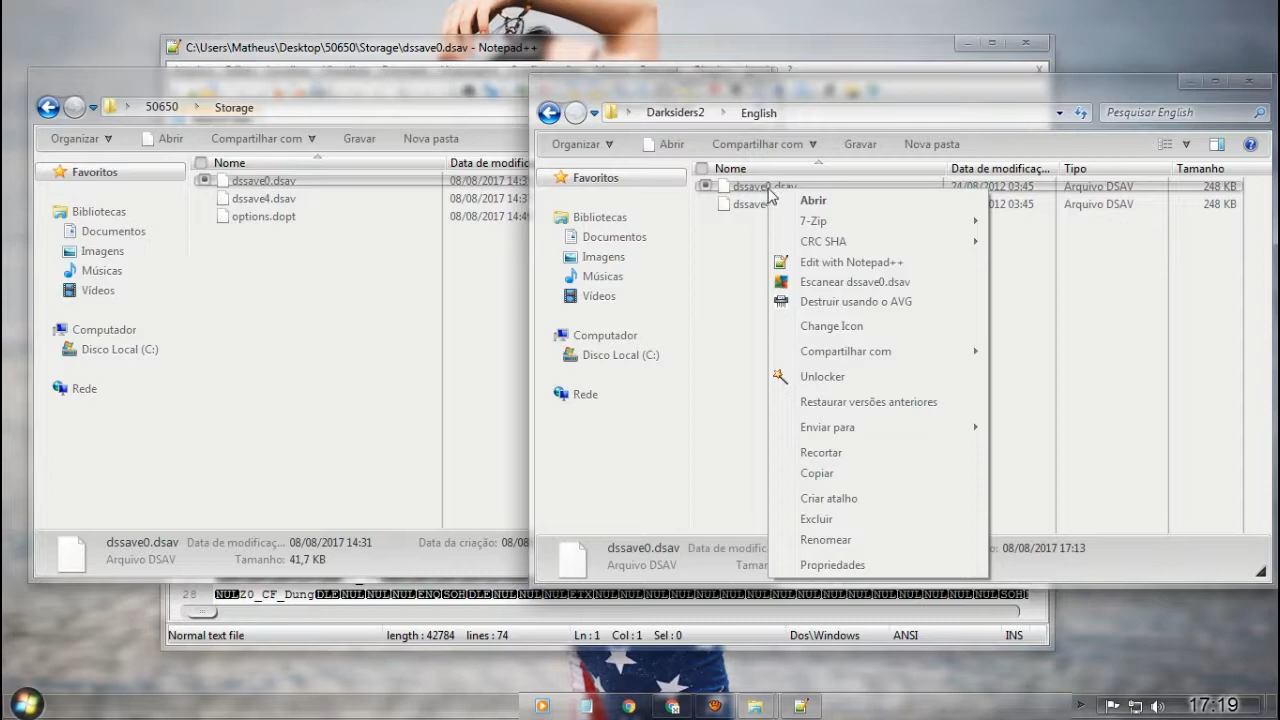 C:\Users\Matheus\Desktop\50650\Storage\dssave0.dsav - Notepad++
50650 Storage
Organizar Abrir Compartilhar com Gravar Nova pasta
Favoritos
Bibliotecas
Documentos
Imagens
Músicas
Vídeos
Computador
Disco Local (C:)
Rede
Nome Data de modific
dssave0.dsav 08/08/2017 14:3
dssave4.dsav 08/08/2017 14:3
options.dopt 08/08/2017 14:4
dssave0.dsav Data de modificaç... 08/08/2017 14:31 Data da criação: 08/08
Arquivo DSAV Tamanho: 41,7 KB
Darksiders2 English Pesquisar English
Organizar Abrir Compartilhar com Gravar Nova pasta
Favoritos
Bibliotecas
Documentos
Imagens
Músicas
Vídeos
Computador
Disco Local (C:)
Rede
Nome Data de modificaç... Tipo Tamanho
dssave0.dsav 24/08/2012 03:45 Arquivo DSAV 248 KB
dssave 24/08/2012 03:45 Arquivo DSAV 248 KB
Abrir
7-Zip
CRC SHA
Edit with Notepad++
Escanear dssave0.dsav
Destruir usando o AVG
Change Icon
Compartilhar com
Unlocker
Restaurar versões anteriores
Enviar para
Recortar
Copiar
Criar atalho
Excluir
Renomear
Propriedades
dssave0.dsav Data de modific 08/08/2017 17:13
Arquivo DSAV Taman
28 NULZ0_CF_DungDLENULNULNULENQSOHDLENULNULNULETXNULNULNULNUL
Normal text file length : 42784 lines : 74 Ln : 1 Col : 1 Sel : 0 Dos\Windows ANSI INS
17:19